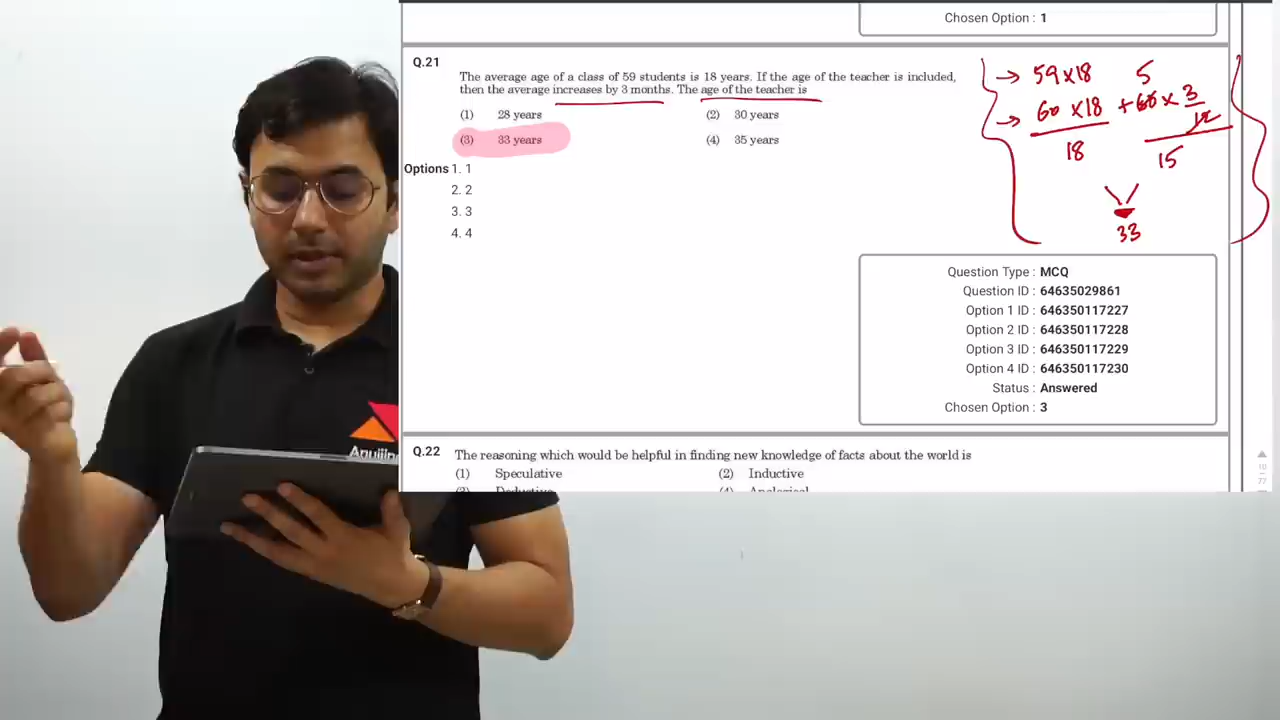 Chosen Option : 1
Q.21
The average age of a class of 59 students is 18 years. If the age of the teacher is included,
then the average increases by 3 months. The age of the teacher is
(1) 28 years
(2) 30 years
(3) 33 years
(4) 35 years
Options 1. 1
2. 2
3. 3
4. 4
→ 59×18
5
→ 60×18 + 60 × 3
12
18
15
33
Question Type : MCQ
Question ID : 64635029861
Option 1 ID : 646350117227
Option 2 ID : 646350117228
Option 3 ID : 646350117229
Option 4 ID : 646350117230
Status : Answered
Chosen Option : 3
Q.22 The reasoning which would be helpful in finding new knowledge of facts about the world is
(1) Speculative
(2) Inductive
(3) Deductive
(4) Analogical
10
77